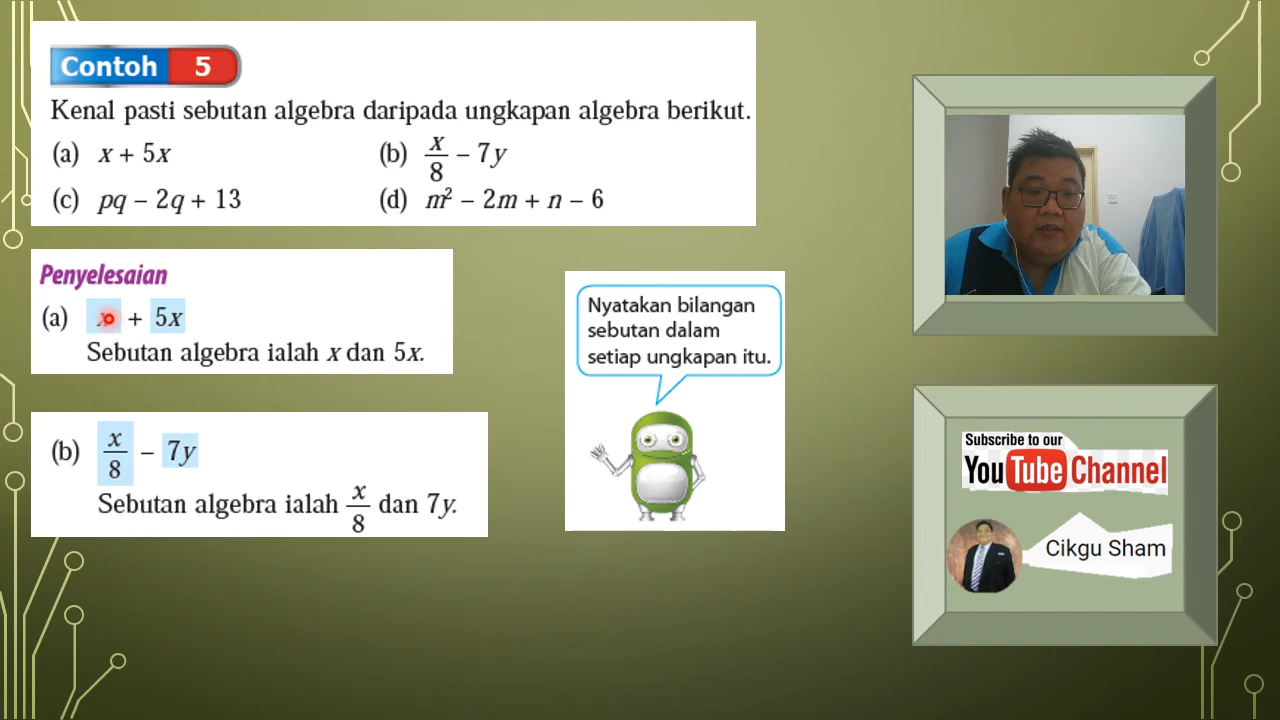 Contoh 5
Kenal pasti sebutan algebra daripada ungkapan algebra berikut.
(a) x + 5x (b) x/8 – 7y
(c) pq – 2q + 13 (d) m² – 2m + n – 6
Penyelesaian
(a) x + 5x
Sebutan algebra ialah x dan 5x.
(b) x/8 – 7y
Sebutan algebra ialah x/8 dan 7y.
Nyatakan bilangan
sebutan dalam
setiap ungkapan itu.
Subscribe to our
YouTube Channel
Cikgu Sham